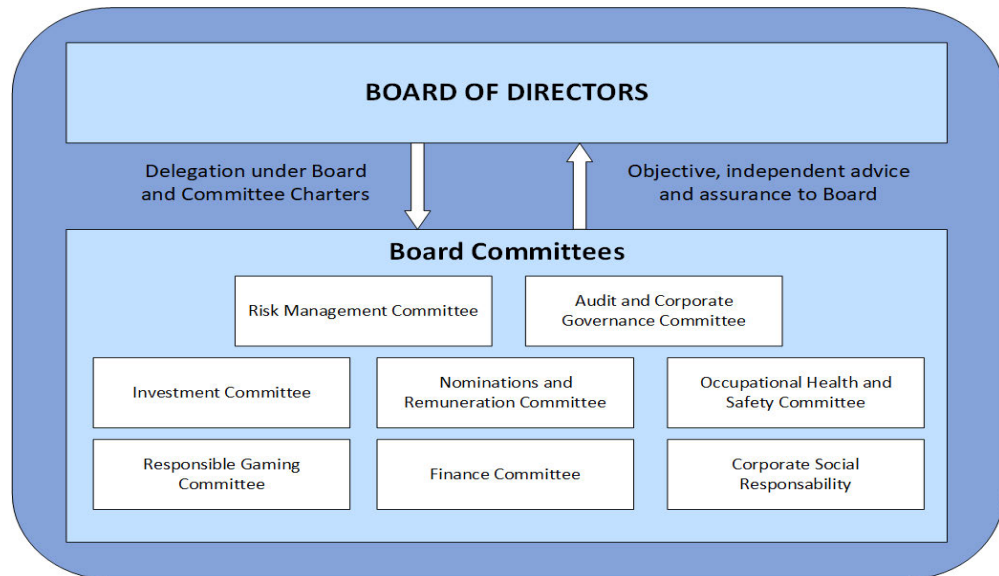 BOARD OF DIRECTORS
Delegation under Board
and Committee Charters
Objective, independent advice
and assurance to Board
Board Committees
Risk Management Committee
Audit and Corporate
Governance Committee
Investment Committee
Nominations and
Remuneration Committee
Occupational Health and
Safety Committee
Responsible Gaming
Committee
Finance Committee
Corporate Social
Responsability